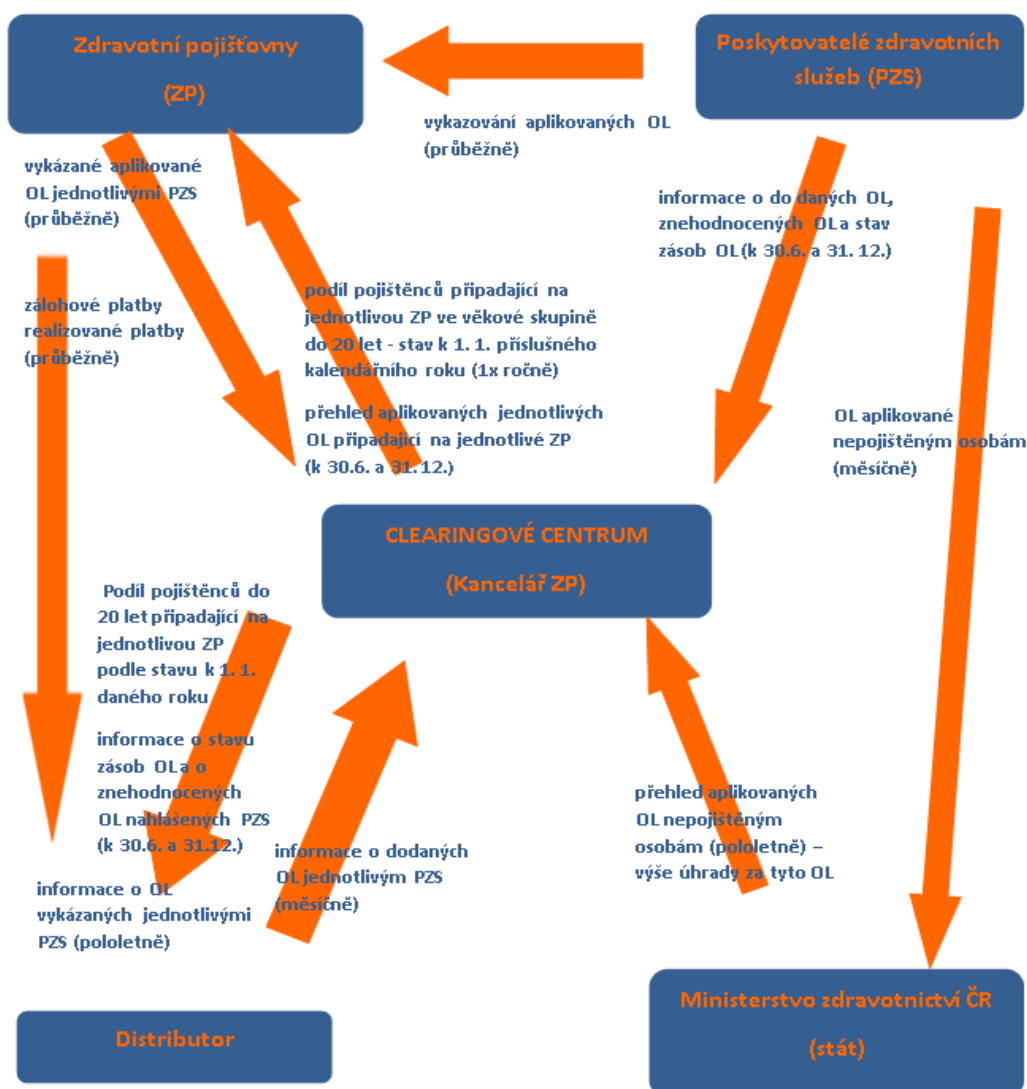 Zdravotní pojišťovny
(ZP)
Poskytovatelé zdravotních
služeb (PZS)
vykazování aplikovaných OL
(průběžně)
vykázané aplikované
OL jednotlivými PZS
(průběžně)
informace o do daných OL,
znehodnocených OL a stav
zásob OL (k 30.6. a 31. 12.)
zálohové platby
realizované platby
(průběžně)
podíl pojištěnců připadající na
jednotlivou ZP ve věkové skupině
do 20 let - stav k 1. 1. příslušného
kalendářního roku (1x ročně)
přehled aplikovaných jednotlivých
OL připadající na jednotlivé ZP
(k 30.6. a 31. 12.)
OL aplikované
nepojištěným osobám
(měsíčně)
CLEARINGOVÉ CENTRUM
(Kancelář ZP)
Podíl pojištěnců do
20 let připadající na
jednotlivou ZP
podle stavu k 1. 1.
daného roku
informace o stavu
zásob OL a o
znehodnocených
OL nahlášených PZS
(k 30.6. a 31.12.)
informace o dodaných
OL jednotlivým PZS
(měsíčně)
přehled aplikovaných
OL nepojištěným
osobám (pololetně) –
výše úhrady za tyto OL
informace o OL
vykázaných jednotlivými
PZS (pololetně)
Distributor
Ministerstvo zdravotnictví ČR
(stát)